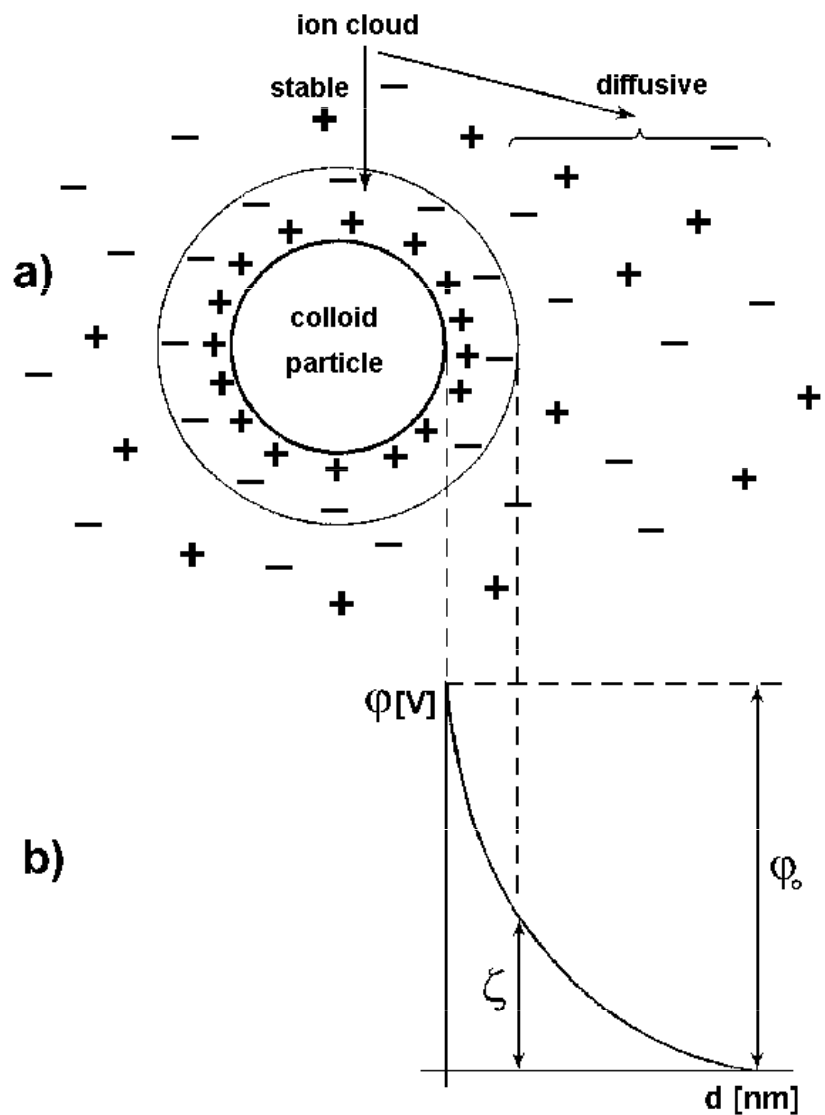 ion cloud
stable
diffusive
a)
colloid
particle
φ[V]
b)
φ₀
ζ
d [nm]